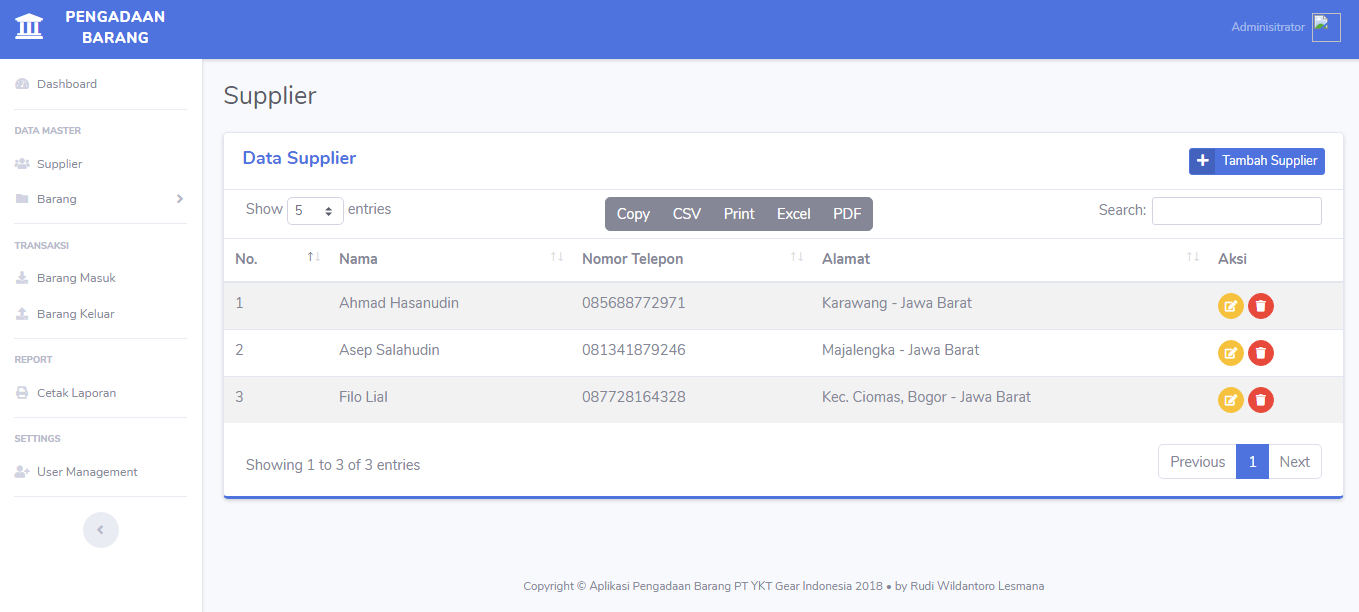 PENGADAAN
BARANG
Adminisitrator
Dashboard
DATA MASTER
Supplier
Barang
TRANSAKSI
Barang Masuk
Barang Keluar
REPORT
Cetak Laporan
SETTINGS
User Management
Supplier
Data Supplier
Tambah Supplier
Show 5 entries
Copy CSV Print Excel PDF
Search:
No. Nama Nomor Telepon Alamat Aksi
1 Ahmad Hasanudin 085688772971 Karawang - Jawa Barat
2 Asep Salahudin 081341879246 Majalengka - Jawa Barat
3 Filo Lial 087728164328 Kec. Ciomas, Bogor - Jawa Barat
Showing 1 to 3 of 3 entries
Previous 1 Next
Copyright © Aplikasi Pengadaan Barang PT YKT Gear Indonesia 2018 • by Rudi Wildantoro Lesmana